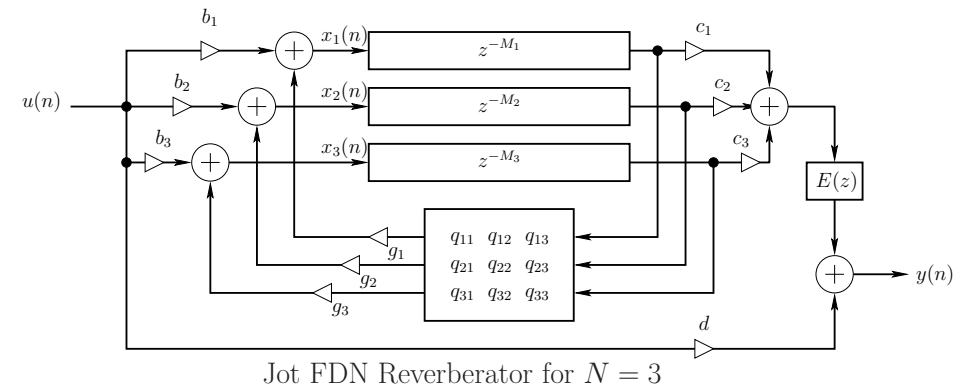 b₁
x₁(n)
z^{-M₁}
c₁
b₂
x₂(n)
z^{-M₂}
c₂
u(n)
b₃
x₃(n)
z^{-M₃}
c₃
E(z)
q₁₁ q₁₂ q₁₃
g₁
q₂₁ q₂₂ q₂₃
g₂
y(n)
q₃₁ q₃₂ q₃₃
g₃
d
Jot FDN Reverberator for N = 3